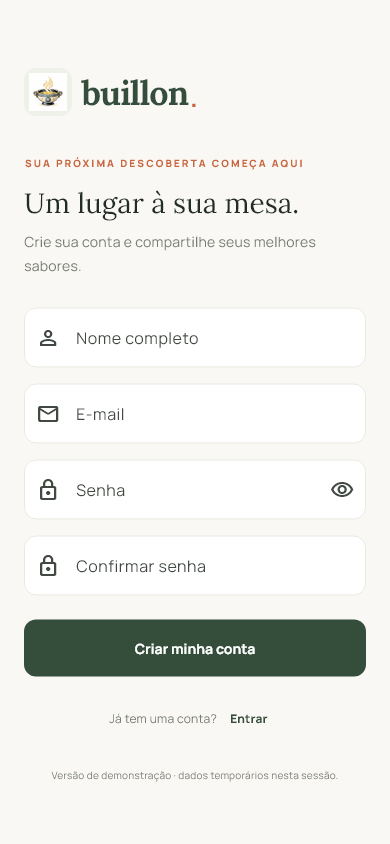 buillon.
SUA PRÓXIMA DESCOBERTA COMEÇA AQUI
Um lugar à sua mesa.
Crie sua conta e compartilhe seus melhores
sabores.
Nome completo
E-mail
Senha
Confirmar senha
Criar minha conta
Já tem uma conta? Entrar
Versão de demonstração · dados temporários nesta sessão.